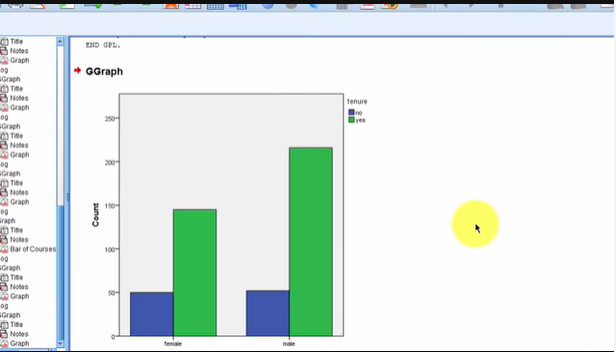 END GPL.
GGraph
Title
Notes
Graph
og
GGraph
Title
Notes
Graph
og
GGraph
Title
Notes
Graph
og
GGraph
Title
Notes
Graph
og
Graph
Title
Notes
Bar of Courses
og
GGraph
Title
Notes
Graph
og
GGraph
Title
Notes
Graph
tenure
no
yes
Count
250
200
150
100
50
0
female
male